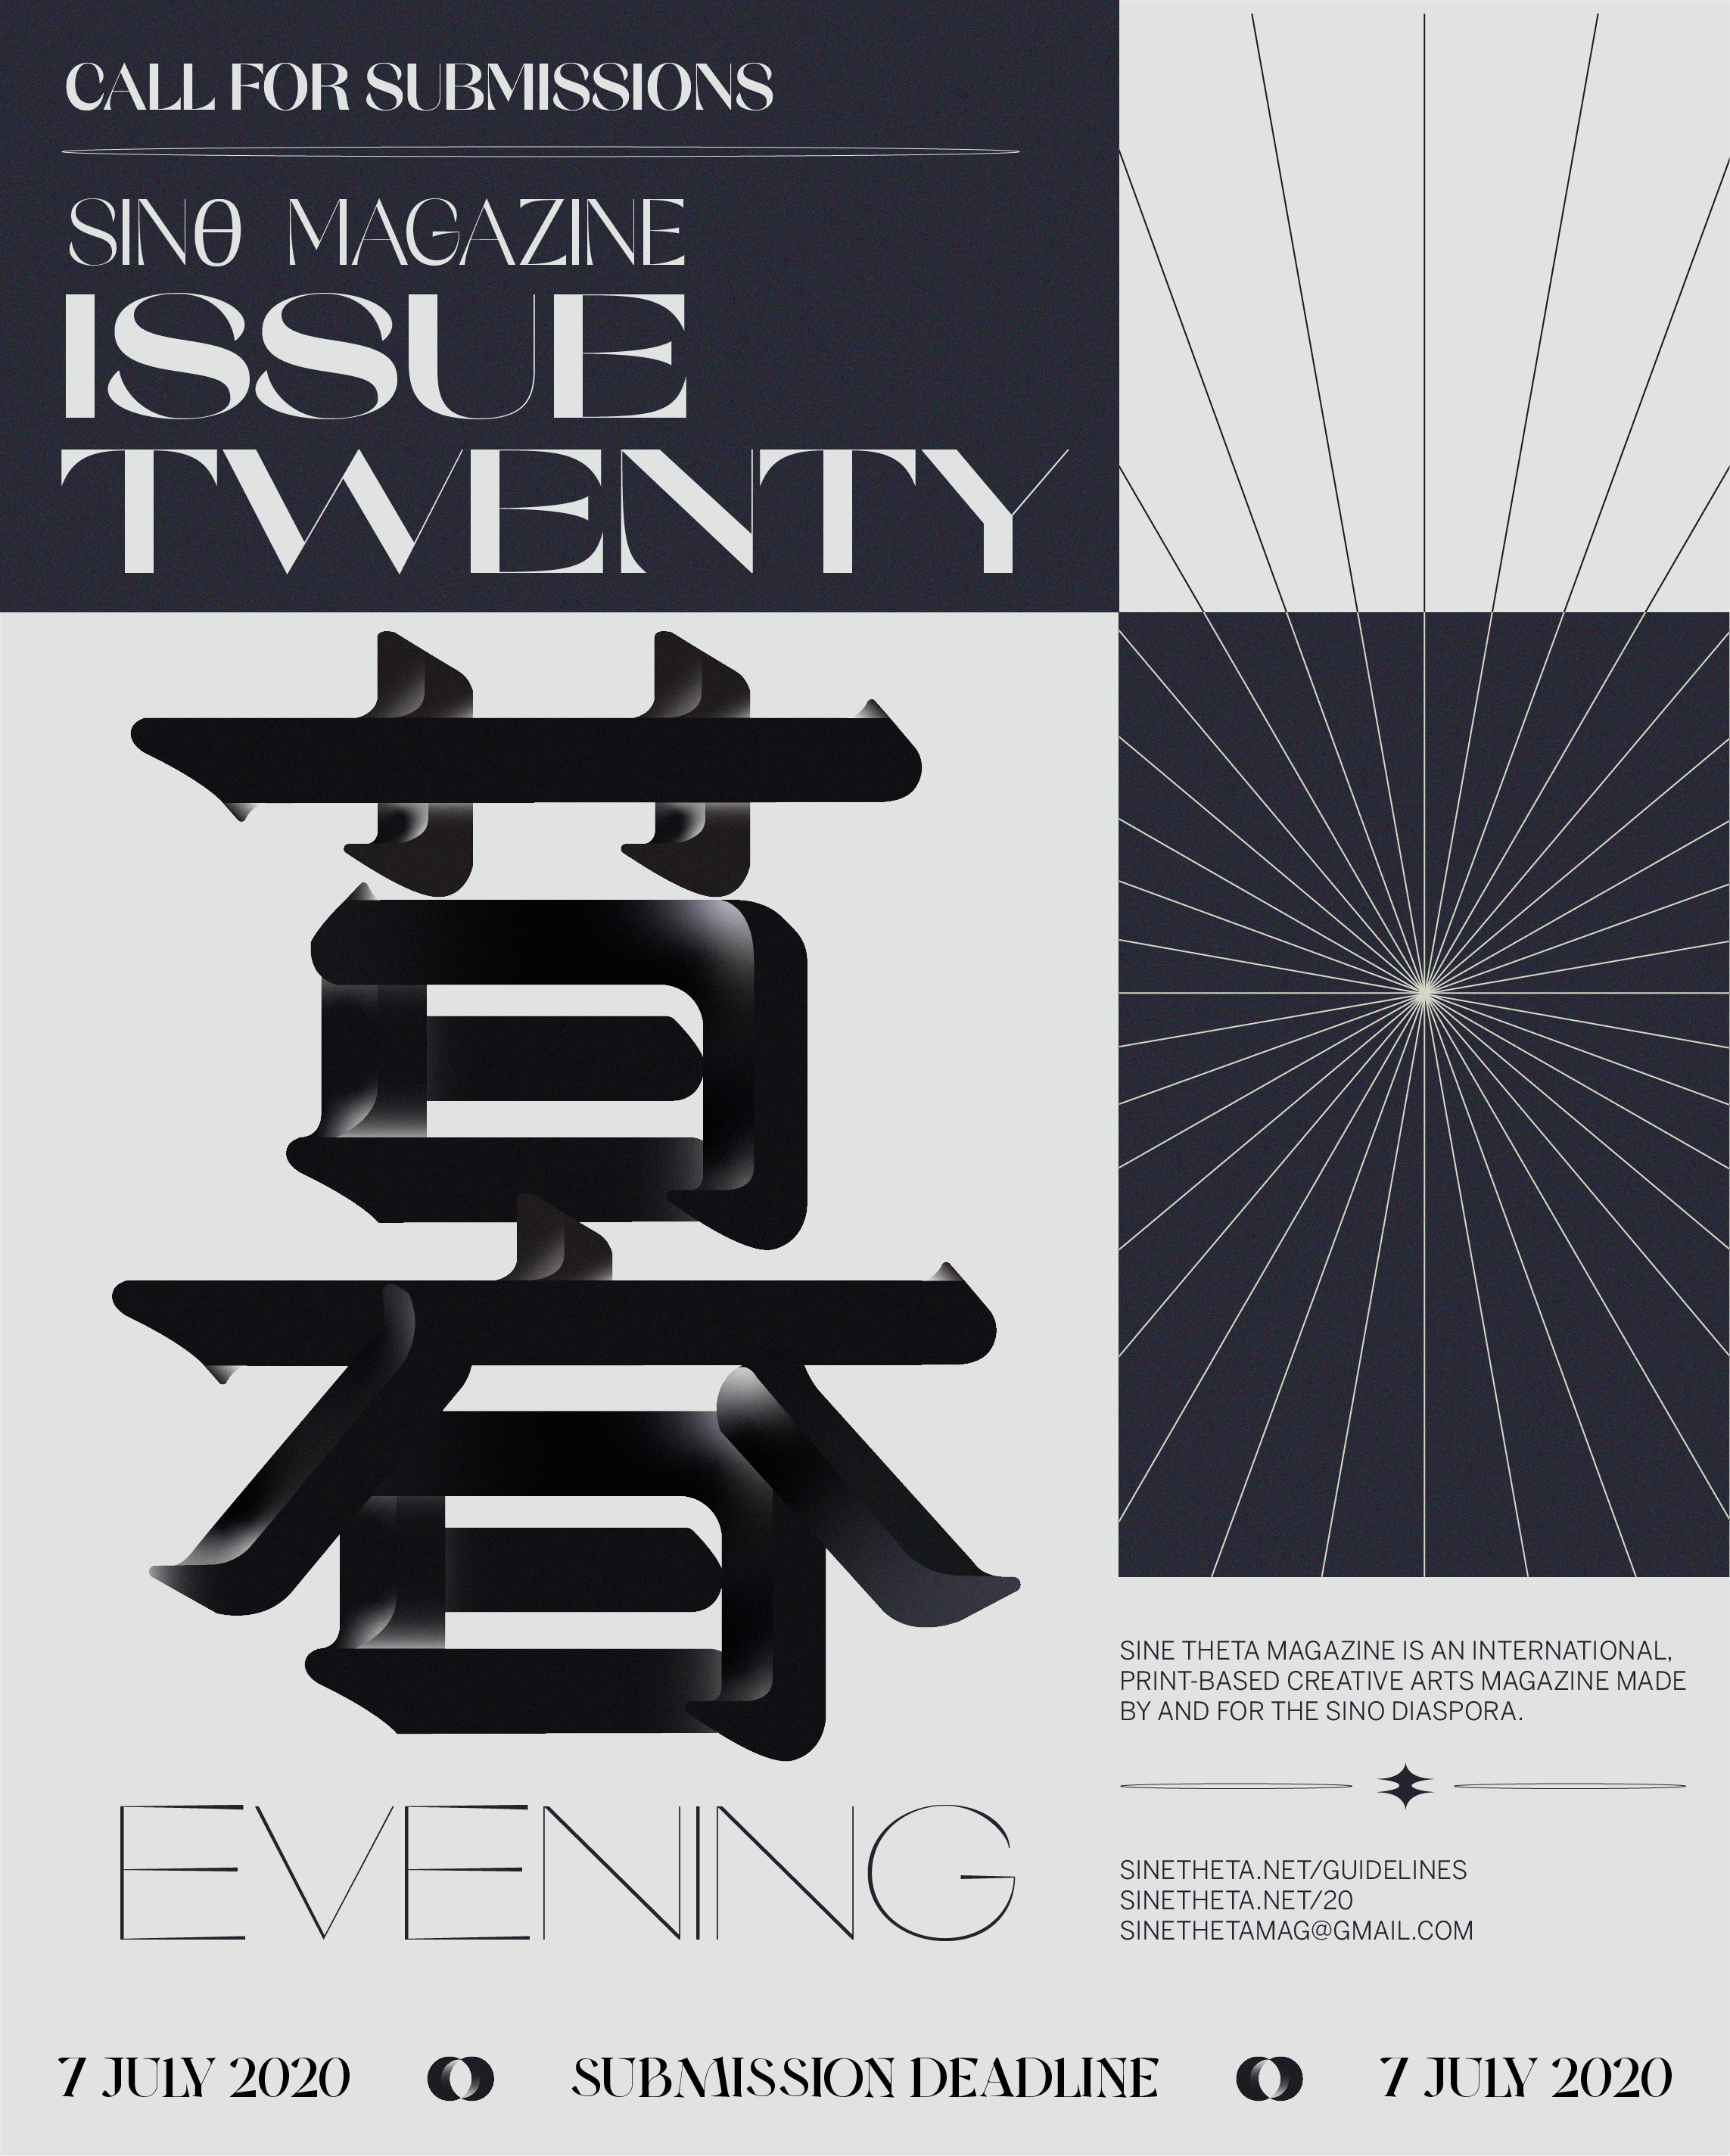 CALL FOR SUBMISSIONS
SINθ MAGAZINE
ISSUE
TWENTY
暮
EVENING
SINE THETA MAGAZINE IS AN INTERNATIONAL,
PRINT-BASED CREATIVE ARTS MAGAZINE MADE
BY AND FOR THE SINO DIASPORA.
SINETHETA.NET/GUIDELINES
SINETHETA.NET/20
SINETHETAMAG@GMAIL.COM
7 JULY 2020 SUBMISSION DEADLINE 7 JULY 2020